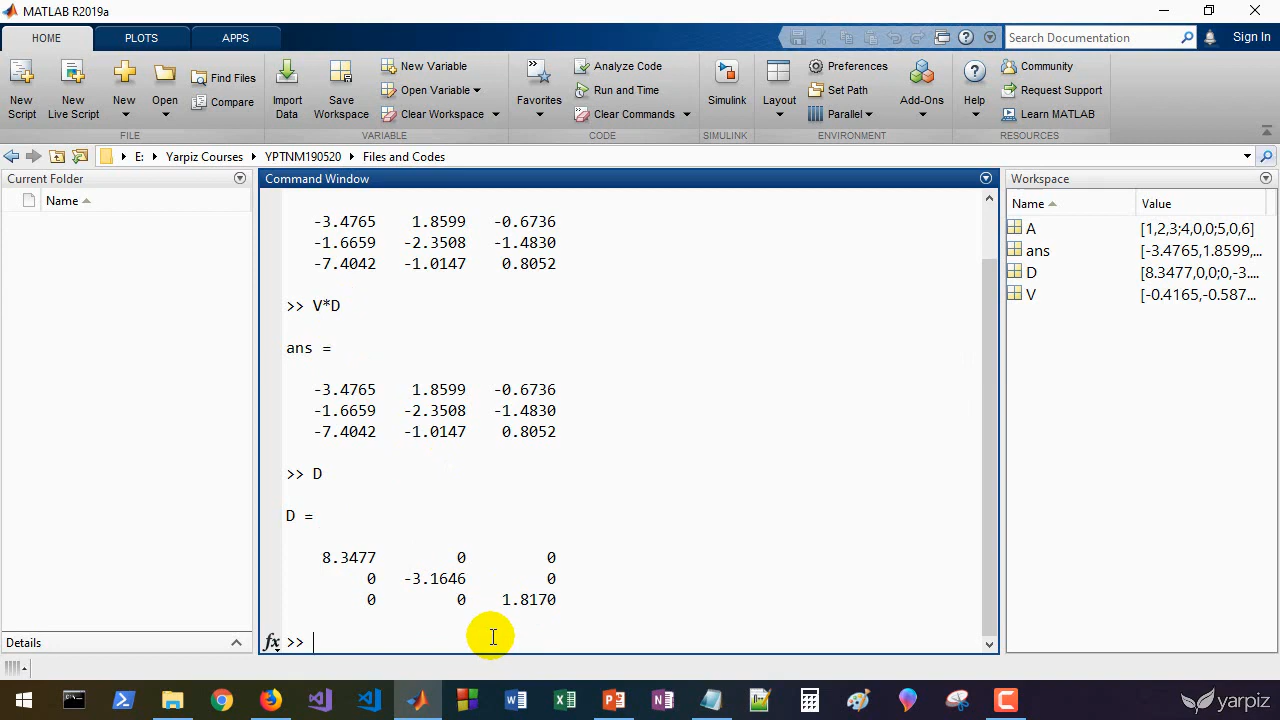 MATLAB R2019a
HOME PLOTS APPS Search Documentation Sign In
New Script New Live Script New Open Find Files Compare Import Data Save Workspace New Variable Open Variable Clear Workspace Favorites Analyze Code Run and Time Clear Commands Simulink Layout Preferences Set Path Parallel Add-Ons Help Community Request Support Learn MATLAB
FILE VARIABLE CODE SIMULINK ENVIRONMENT RESOURCES
E: Yarpiz Courses YPTNM190520 Files and Codes
Current Folder
Name
Details
Command Window
-3.4765 1.8599 -0.6736
-1.6659 -2.3508 -1.4830
-7.4042 -1.0147 0.8052
>> V*D
ans =
-3.4765 1.8599 -0.6736
-1.6659 -2.3508 -1.4830
-7.4042 -1.0147 0.8052
>> D
D =
8.3477 0 0
0 -3.1646 0
0 0 1.8170
fx >>
Workspace
Name Value
A [1,2,3;4,0,0;5,0,6]
ans [-3.4765,1.8599,...
D [8.3477,0,0;0,-3....
V [-0.4165,-0.587...
yarpiz